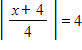 |x + 4 / 4| = 4